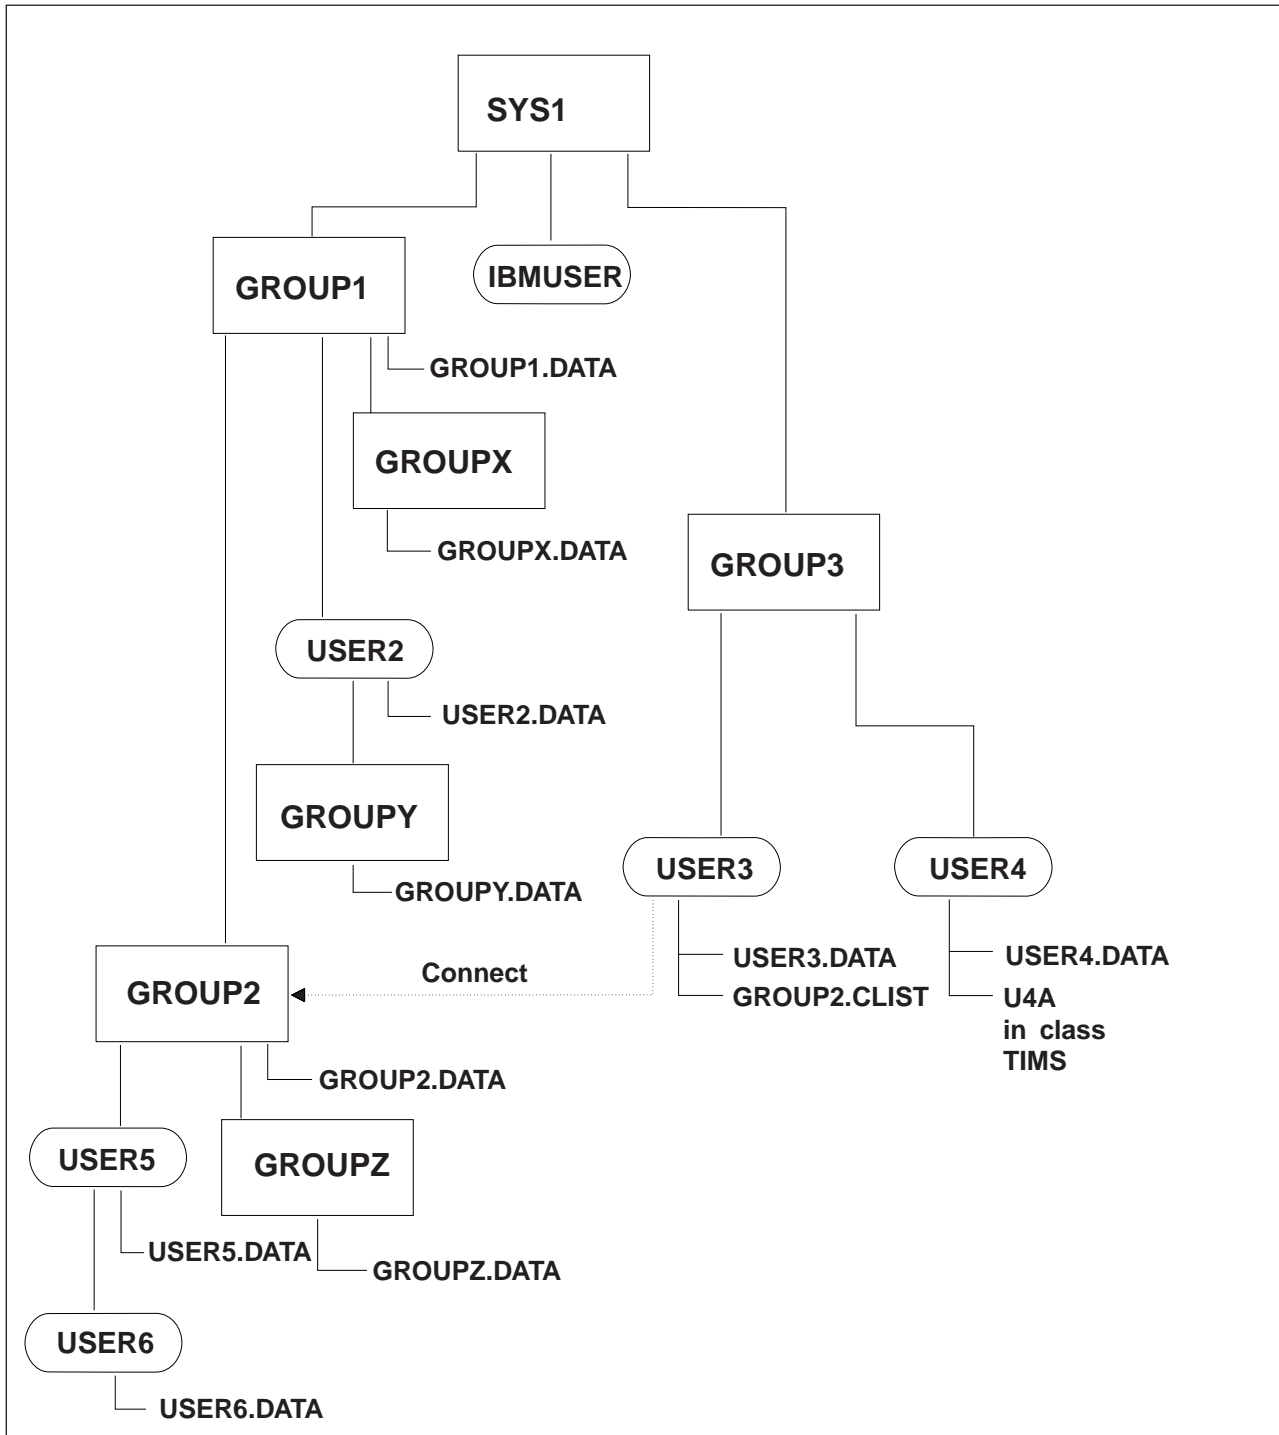 SYS1
GROUP1
IBMUSER
GROUP1.DATA
GROUPX
GROUPX.DATA
GROUP3
USER2
USER2.DATA
GROUPY
GROUPY.DATA
USER3
USER4
USER3.DATA
GROUP2.CLIST
USER4.DATA
U4A
in class
TIMS
Connect
GROUP2
GROUP2.DATA
USER5
GROUPZ
USER5.DATA
GROUPZ.DATA
USER6
USER6.DATA